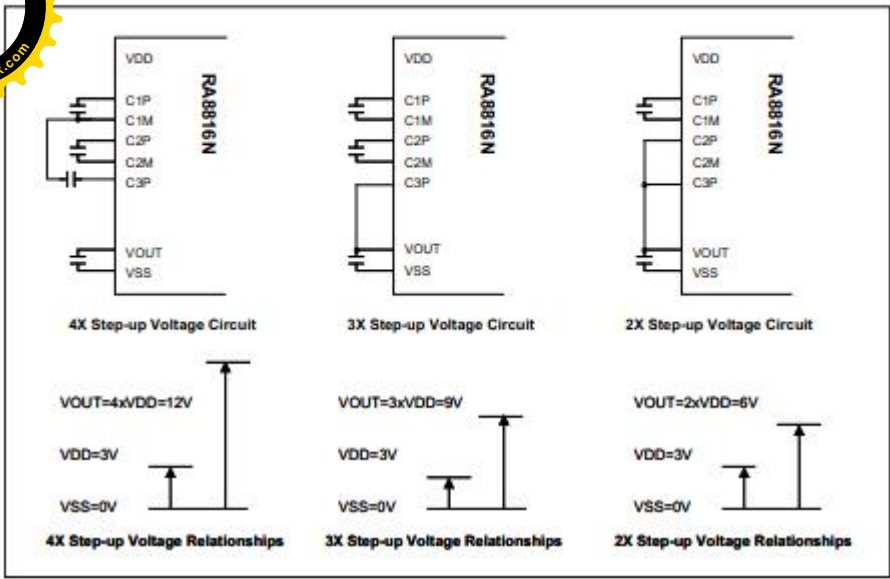 VDD
C1P
C1M
C2P
C2M
C3P
VOUT
VSS
RA8816N
4X Step-up Voltage Circuit
VDD
C1P
C1M
C2P
C2M
C3P
VOUT
VSS
RA8816N
3X Step-up Voltage Circuit
VDD
C1P
C1M
C2P
C2M
C3P
VOUT
VSS
RA8816N
2X Step-up Voltage Circuit
VOUT=4xVDD=12V
VDD=3V
VSS=0V
4X Step-up Voltage Relationships
VOUT=3xVDD=9V
VDD=3V
VSS=0V
3X Step-up Voltage Relationships
VOUT=2xVDD=6V
VDD=3V
VSS=0V
2X Step-up Voltage Relationships
.com